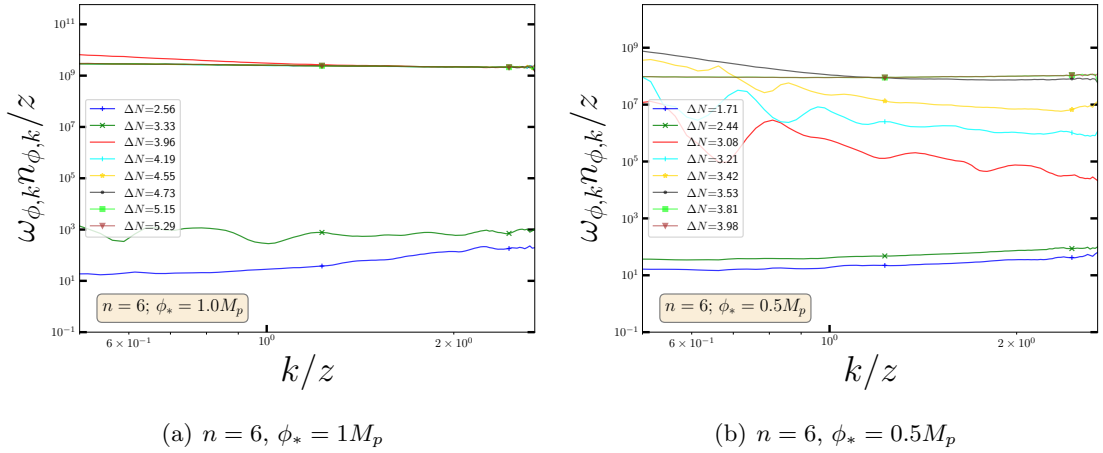 10^{11}
10^{9}
10^{7}
10^{5}
10^{3}
10^{1}
10^{-1}
ω_{ϕ,k} n_{ϕ,k}/z
ΔN=2.56
ΔN=3.33
ΔN=3.96
ΔN=4.19
ΔN=4.55
ΔN=4.73
ΔN=5.15
ΔN=5.29
n = 6; ϕ_* = 1.0M_p
6 × 10^{-1}
10^{0}
2 × 10^{0}
k/z
(a) n = 6, ϕ_* = 1M_p
10^{9}
10^{7}
10^{5}
10^{3}
10^{1}
10^{-1}
ω_{ϕ,k} n_{ϕ,k}/z
ΔN=1.71
ΔN=2.44
ΔN=3.08
ΔN=3.21
ΔN=3.42
ΔN=3.53
ΔN=3.81
ΔN=3.98
n = 6; ϕ_* = 0.5M_p
6 × 10^{-1}
10^{0}
2 × 10^{0}
k/z
(b) n = 6, ϕ_* = 0.5M_p